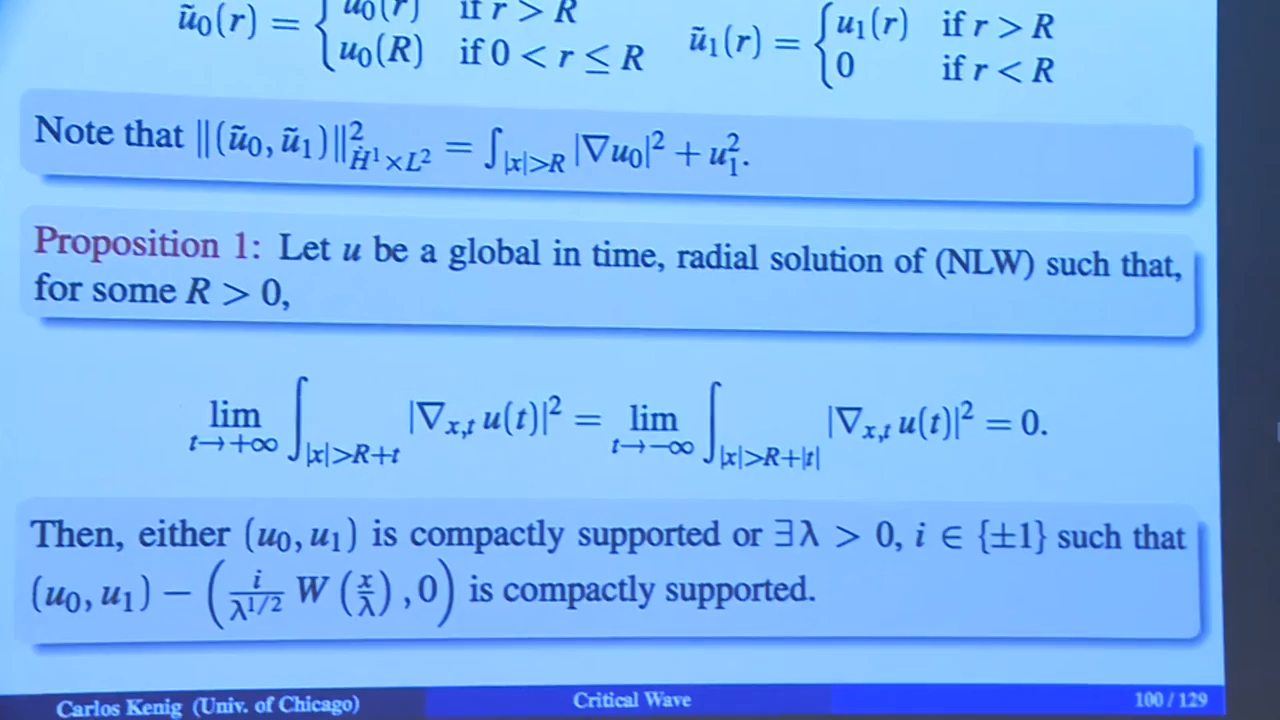 ũ₀(r) = { u₀(r) if r > R
u₀(R) if 0 < r ≤ R
ũ₁(r) = { u₁(r) if r > R
0 if r < R
Note that ‖(ũ₀, ũ₁)‖²_{Ḣ¹×L²} = ∫_{|x|>R} |∇u₀|² + u₁².
Proposition 1: Let u be a global in time, radial solution of (NLW) such that,
for some R > 0,
lim_{t→+∞} ∫_{|x|>R+t} |∇_{x,t} u(t)|² = lim_{t→−∞} ∫_{|x|>R+|t|} |∇_{x,t} u(t)|² = 0.
Then, either (u₀, u₁) is compactly supported or ∃λ > 0, i ∈ {±1} such that
(u₀, u₁) − (i/λ^{1/2} W (x/λ), 0) is compactly supported.
Carlos Kenig (Univ. of Chicago)
Critical Wave
100 / 129